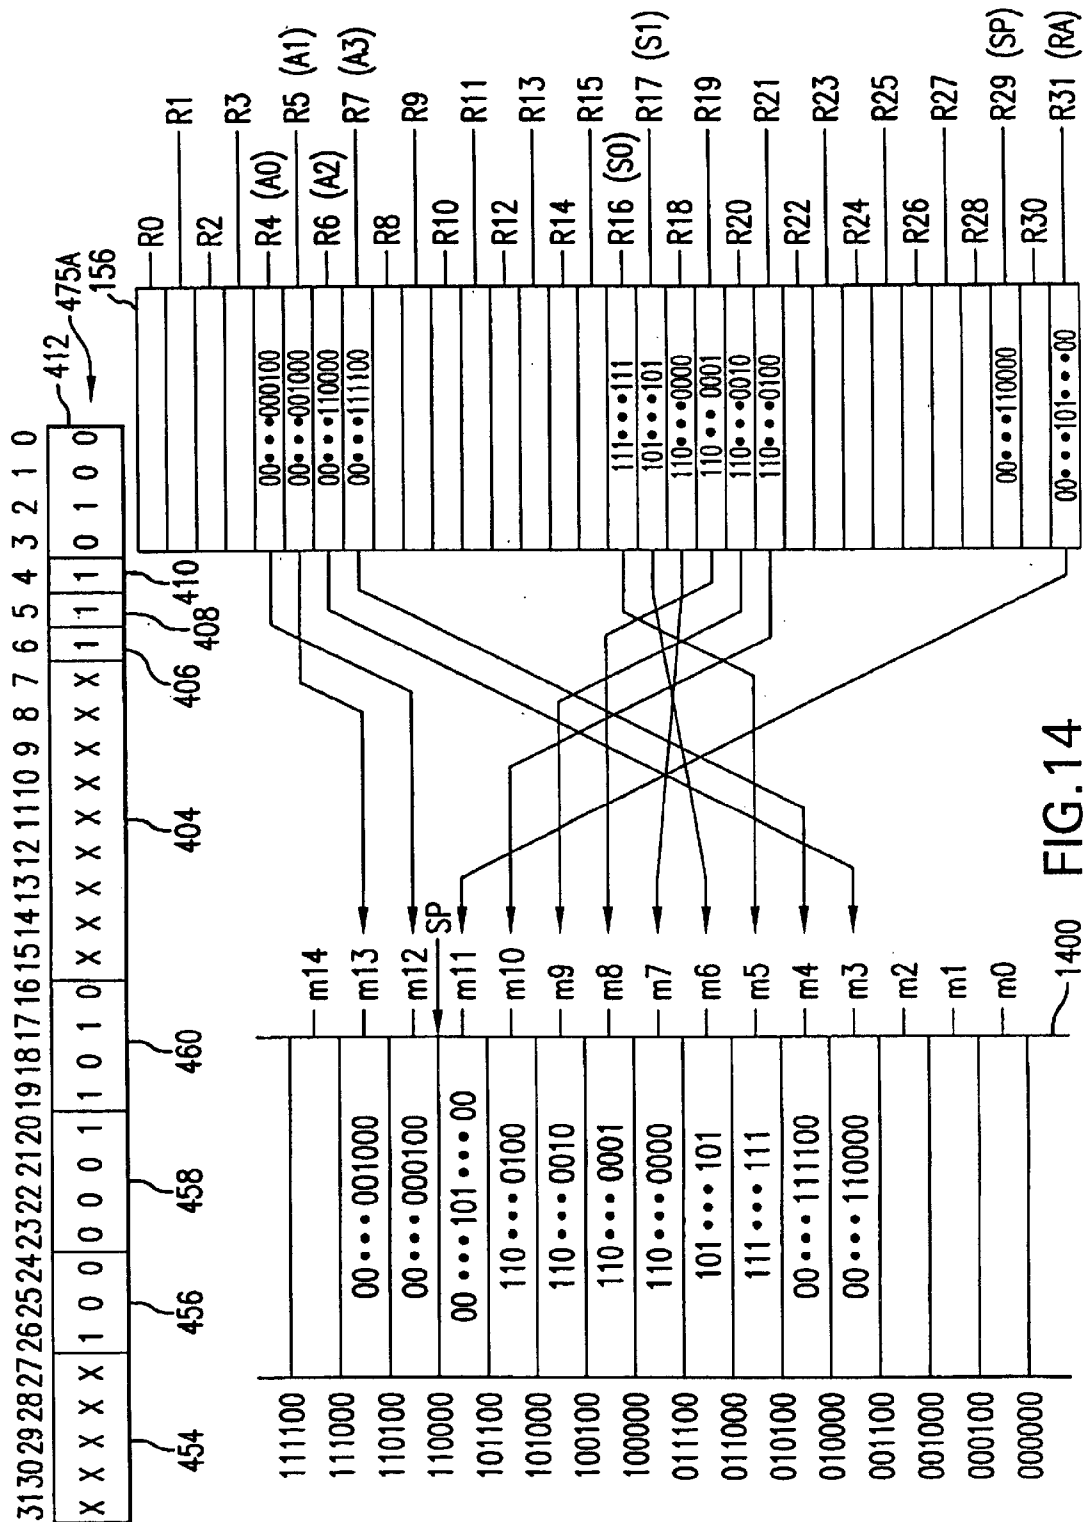 31 30 29 28 27 26 25 24 23 22 21 20 19 18 17 16 15 14 13 12 11 10 9 8 7 6 5 4 3 2 1 0
X X X X X 1 0 0 0 0 0 1 1 0 1 0 X X X X X X X X X 1 1 1 0 1 0 0
412
475A
454
456
458
460
404
406
408
410
156
111100
111000
110100
110000
101100
101000
100100
100000
011100
011000
010100
010000
001100
001000
000100
000000
00••••001000
00••••000100
00••••101••••00
110•••0100
110•••0010
110•••0001
110•••0000
101•••101
111•••111
00•••111100
00•••110000
m14
m13
m12
SP
m11
m10
m9
m8
m7
m6
m5
m4
m3
m2
m1
m0
1400
00•••000100
00•••001000
00•••110000
00•••111100
111•••111
101•••101
110•••0000
110•••0001
110•••0010
110•••0100
00•••110000
00••••101••••00
R0
R1
R2
R3
R4 (A0)
R5 (A1)
R6 (A2)
R7 (A3)
R8
R9
R10
R11
R12
R13
R14
R15
R16 (S0)
R17 (S1)
R18
R19
R20
R21
R22
R23
R24
R25
R26
R27
R28
R29 (SP)
R30
R31 (RA)
FIG.14